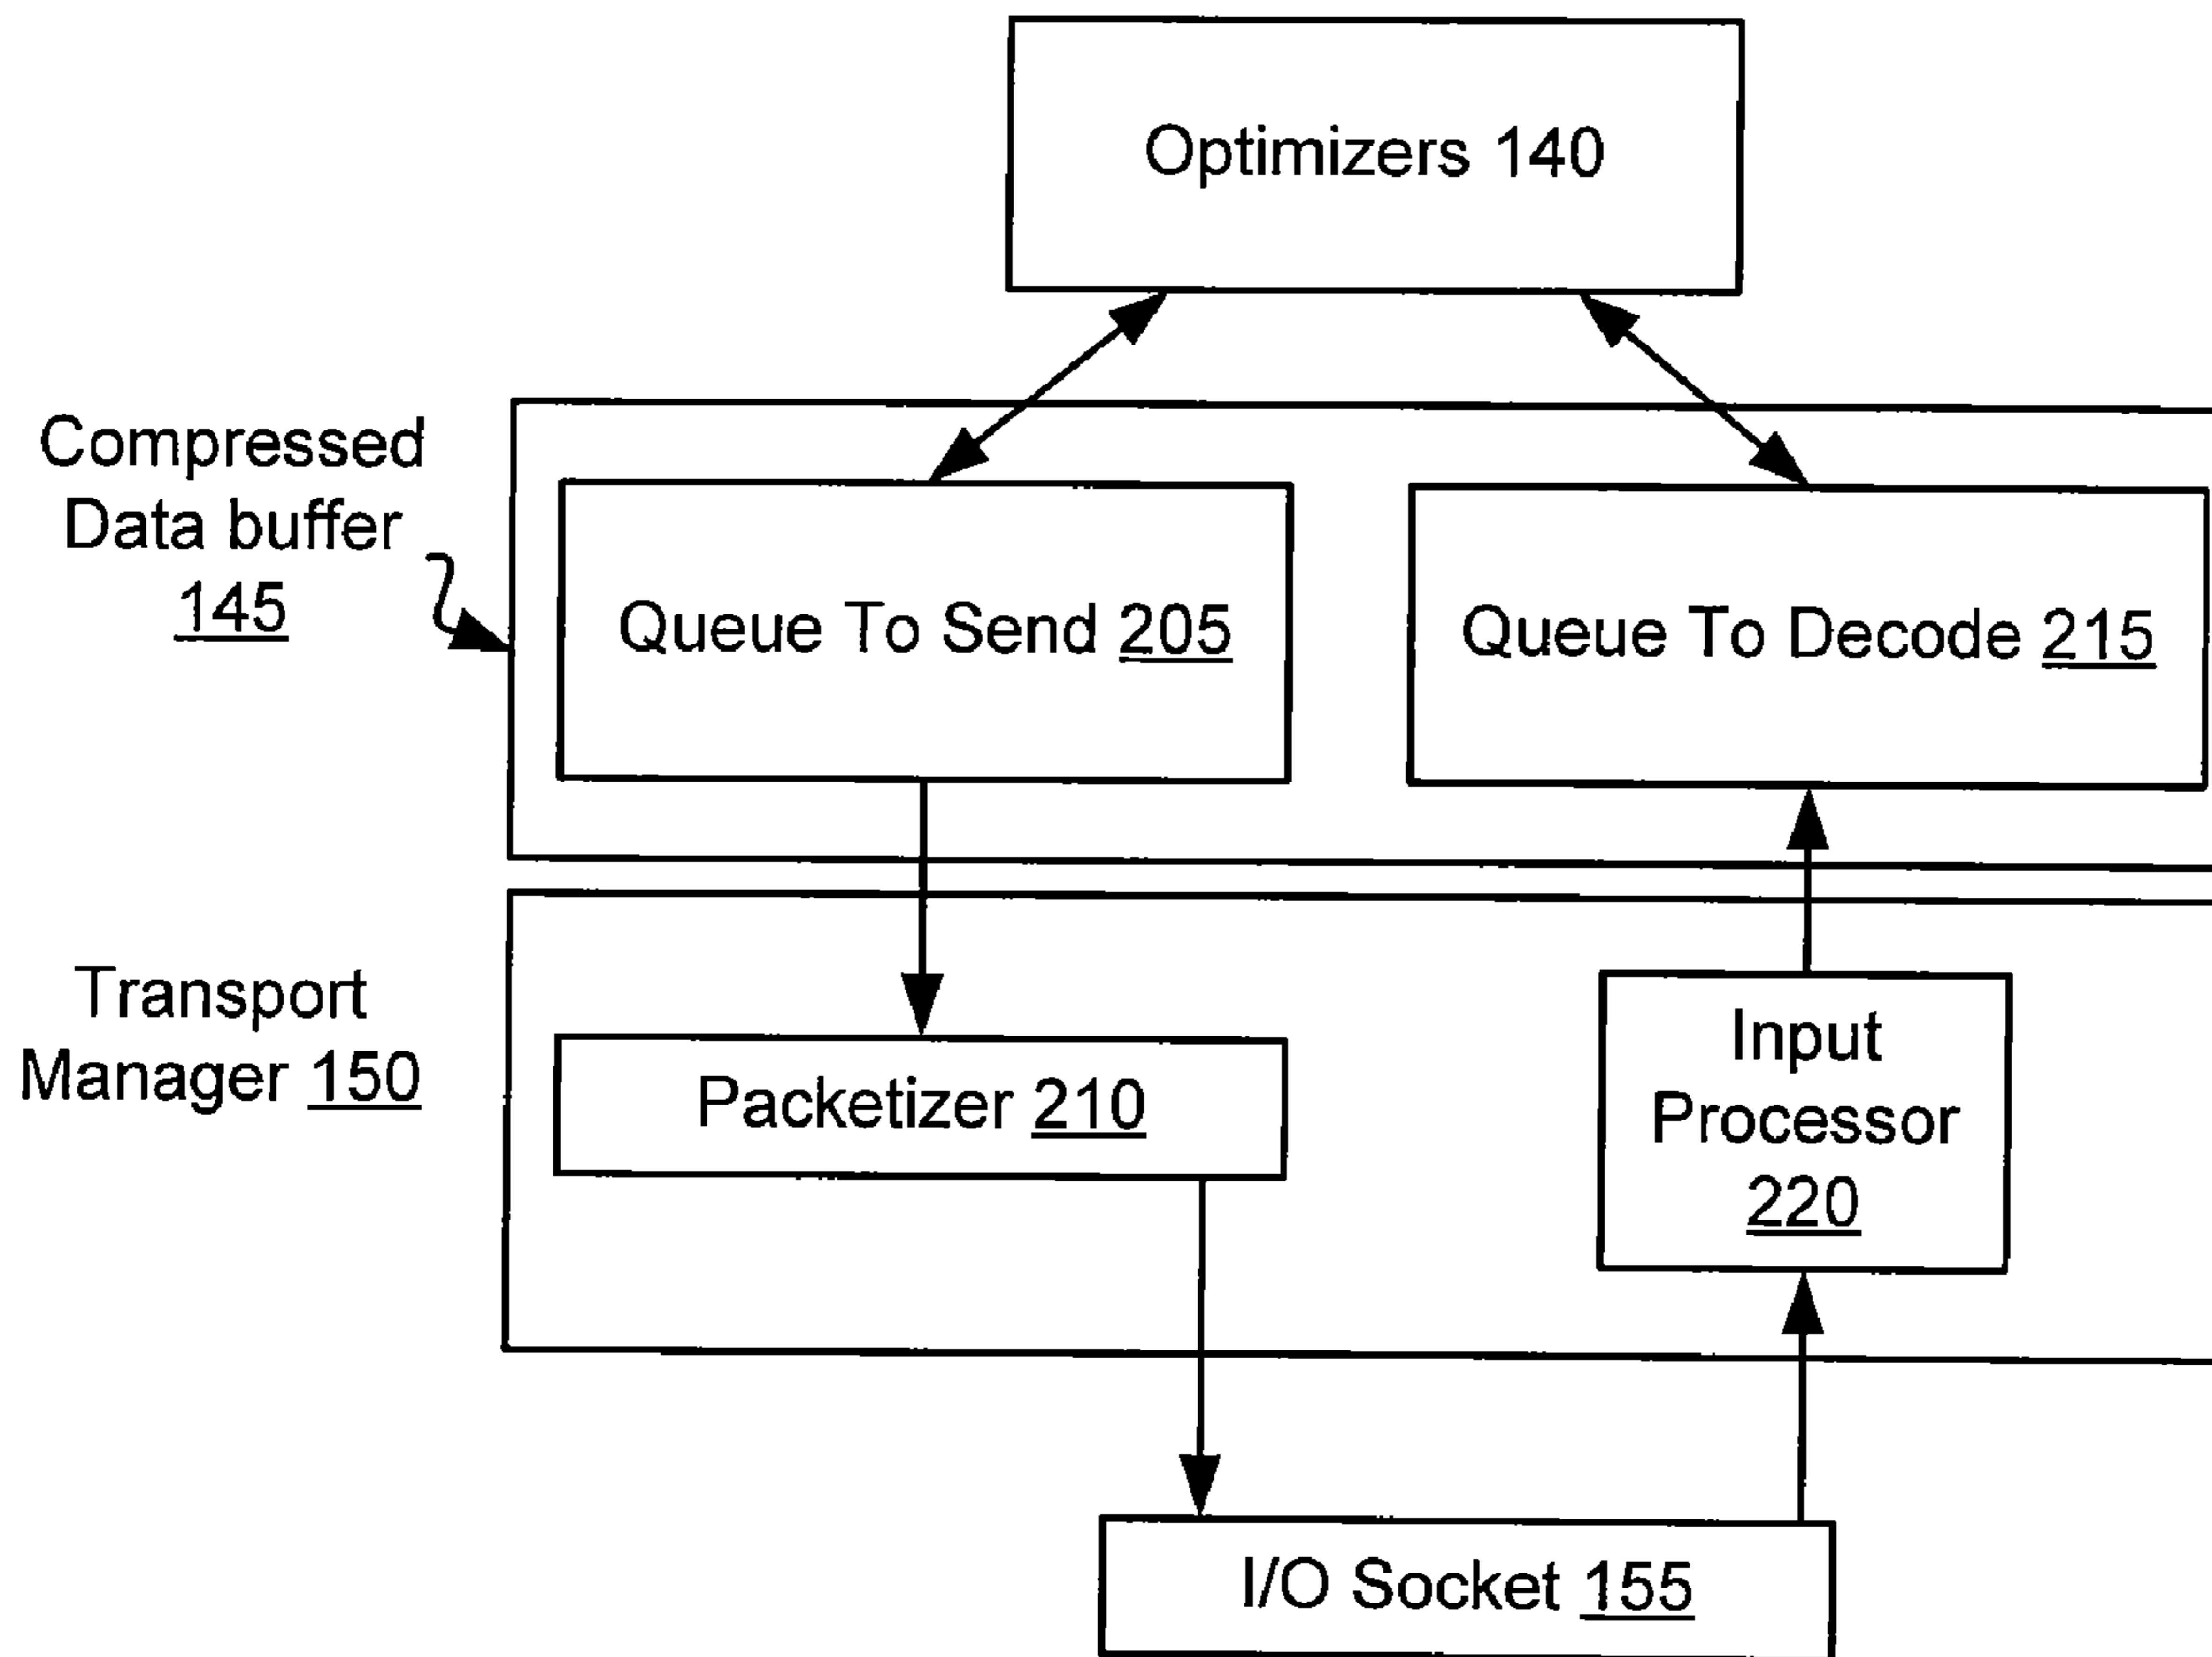 Optimizers 140
Compressed
Data buffer
145
Queue To Send 205
Queue To Decode 215
Transport
Manager 150
Packetizer 210
Input
Processor
220
I/O Socket 155